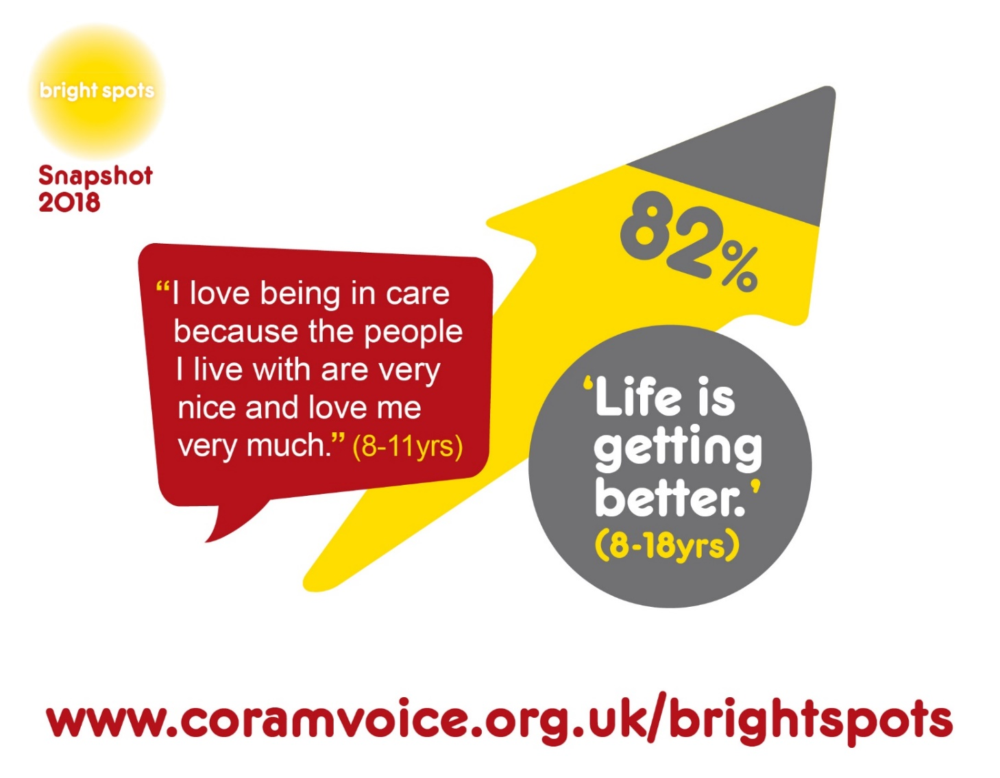 bright spots
Snapshot
2018
82%
“I love being in care
because the people
I live with are very
nice and love me
very much.” (8-11yrs)
‘Life is
getting
better.’
(8-18yrs)
www.coramvoice.org.uk/brightspots